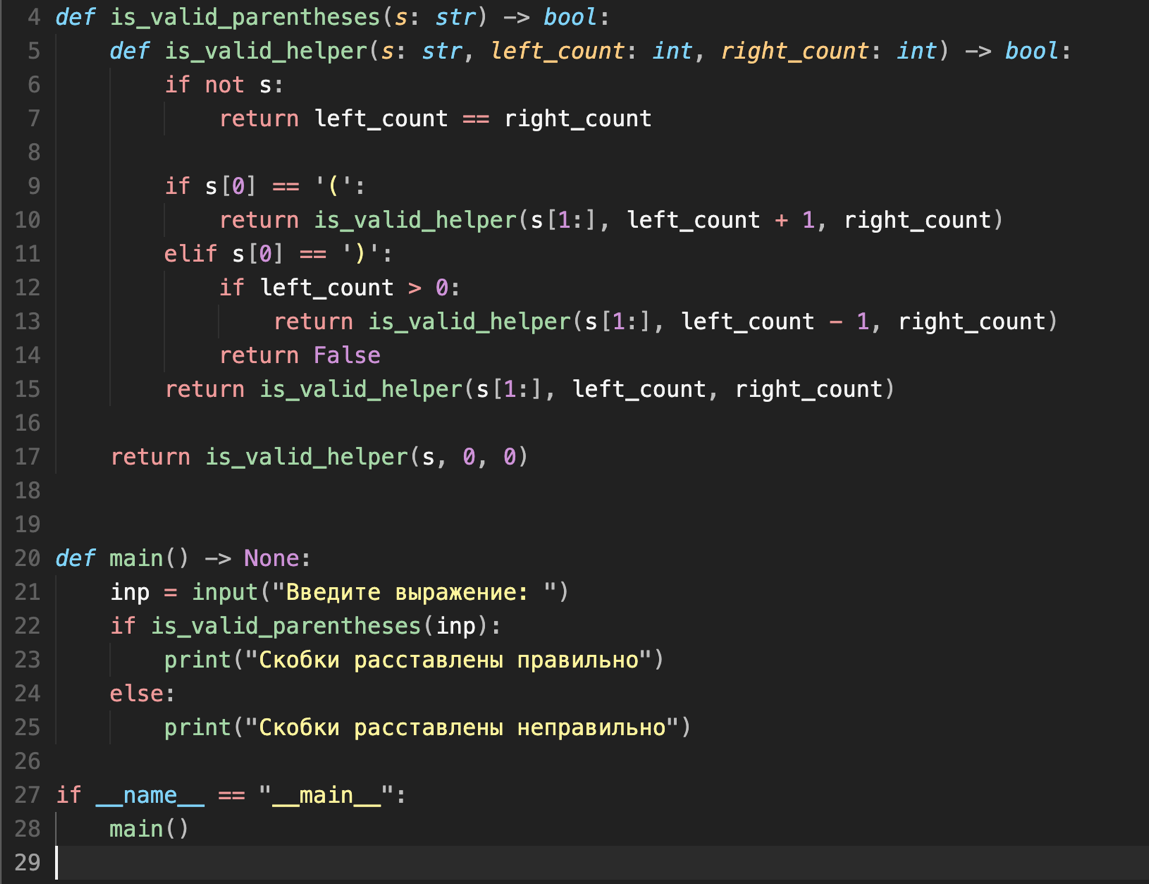 4 def is_valid_parentheses(s: str) -> bool:
5     def is_valid_helper(s: str, left_count: int, right_count: int) -> bool:
6         if not s:
7             return left_count == right_count
8
9         if s[0] == '(':
10             return is_valid_helper(s[1:], left_count + 1, right_count)
11         elif s[0] == ')':
12             if left_count > 0:
13                 return is_valid_helper(s[1:], left_count - 1, right_count)
14             return False
15         return is_valid_helper(s[1:], left_count, right_count)
16
17     return is_valid_helper(s, 0, 0)
18
19
20 def main() -> None:
21     inp = input("Введите выражение: ")
22     if is_valid_parentheses(inp):
23         print("Скобки расставлены правильно")
24     else:
25         print("Скобки расставлены неправильно")
26
27 if __name__ == "__main__":
28     main()
29